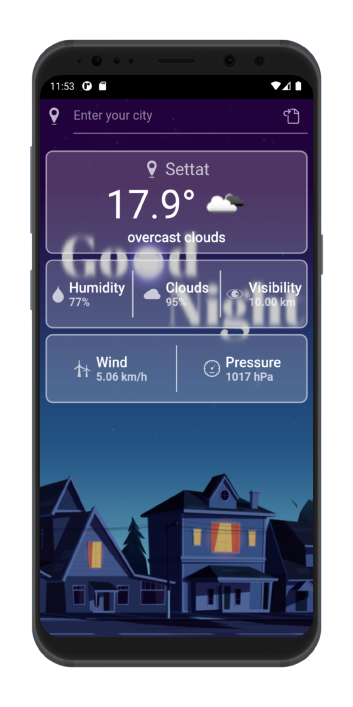 11:53
Enter your city
Settat
17.9°
overcast clouds
Good
Night
Humidity
77%
Clouds
95%
Visibility
10.00 km
Wind
5.06 km/h
Pressure
1017 hPa